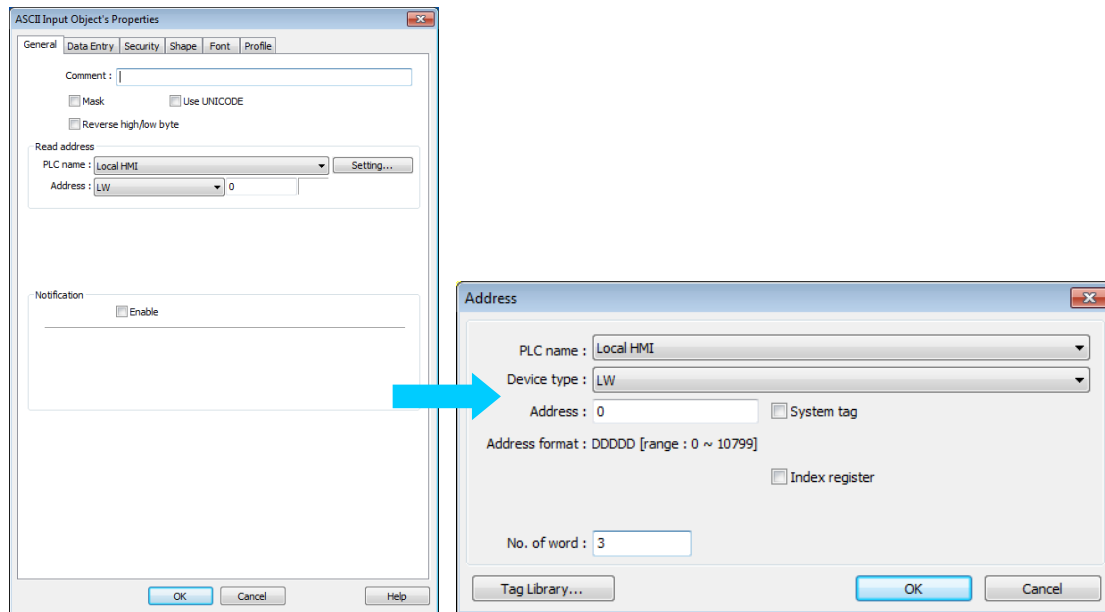 ASCII Input Object's Properties
General Data Entry Security Shape Font Profile
Comment :
Mask Use UNICODE
Reverse high/low byte
Read address
PLC name : Local HMI Setting...
Address : LW 0
Notification
Enable
OK Cancel Help
Address
PLC name : Local HMI
Device type : LW
Address : 0 System tag
Address format : DDDDD [range : 0 ~ 10799]
Index register
No. of word : 3
Tag Library... OK Cancel